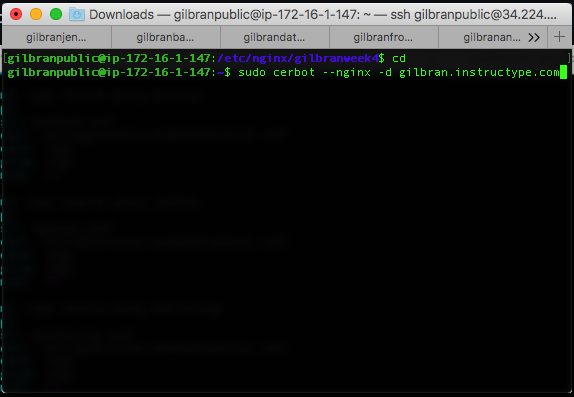 Downloads — gilbranpublic@ip-172-16-1-147: ~ — ssh gilbranpublic@34.224....
gilbranjen... gilbranba... gilbrandat... gilbranfro... gilbranan... >> +
[gilbranpublic@ip-172-16-1-147:/etc/nginx/gilbranweek4$ cd ]
gilbranpublic@ip-172-16-1-147:~$ sudo cerbot --nginx -d gilbran.instructype.com